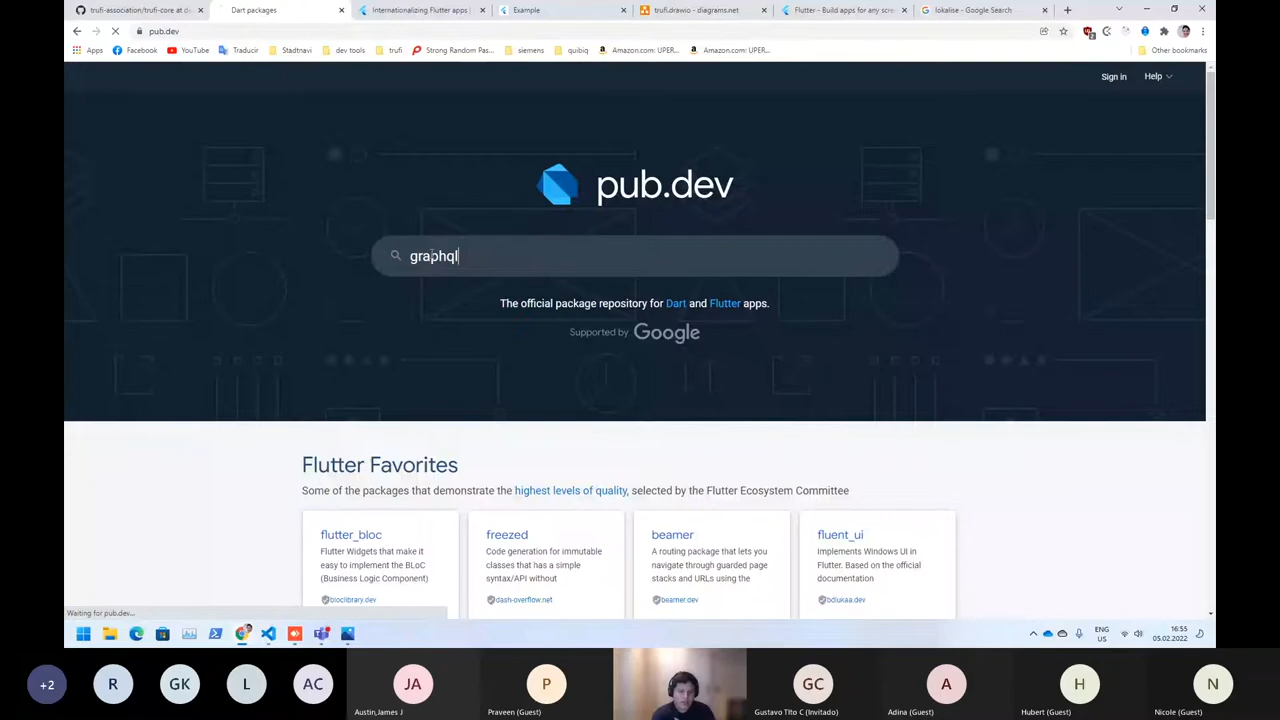 trufi-association/trufi-core at de
Dart packages
Internationalizing Flutter apps |
Example
trufi.drawio - diagrams.net
Flutter - Build apps for any scre
lokalise - Google Search
pub.dev
Apps
Facebook
YouTube
Traducir
Stadtnavi
dev tools
trufi
Strong Random Pas...
siemens
quibiq
Amazon.com: UPER...
Amazon.com: UPER...
Other bookmarks
Sign in
Help
pub.dev
graphql
The official package repository for Dart and Flutter apps.
Supported by Google
Flutter Favorites
Some of the packages that demonstrate the highest levels of quality, selected by the Flutter Ecosystem Committee
flutter_bloc
Flutter Widgets that make it
easy to implement the BLoC
(Business Logic Component)
bloclibrary.dev
freezed
Code generation for immutable
classes that has a simple
syntax/API without
dash-overflow.net
beamer
A routing package that lets you
navigate through guarded page
stacks and URLs using the
beamer.dev
fluent_ui
Implements Windows UI in
Flutter. Based on the official
documentation
bdlukaa.dev
Waiting for pub.dev...
ENG
US
16:55
05.02.2022
+2
R
GK
L
AC
JA
Austin,James J
P
Praveen (Guest)
GC
Gustavo TIto C (Invitado)
A
Adina (Guest)
H
Hubert (Guest)
N
Nicole (Guest)